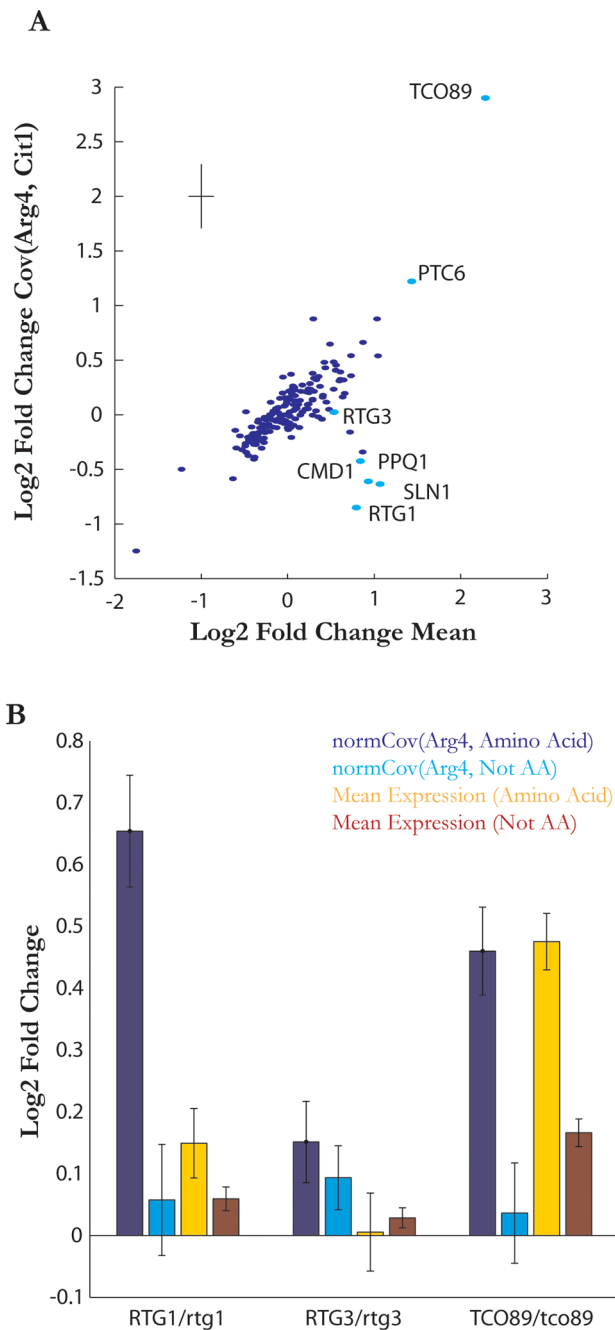 A
Log2 Fold Change Cov(Arg4, Cit1)
3
2.5
2
1.5
1
0.5
0
-0.5
-1
-1.5
TCO89
PTC6
RTG3
CMD1
PPQ1
SLN1
RTG1
-2
-1
0
1
2
3
Log2 Fold Change Mean
B
normCov(Arg4, Amino Acid)
normCov(Arg4, Not AA)
Mean Expression (Amino Acid)
Mean Expression (Not AA)
Log2 Fold Change
0.8
0.7
0.6
0.5
0.4
0.3
0.2
0.1
0
-0.1
RTG1/rtg1
RTG3/rtg3
TCO89/tco89